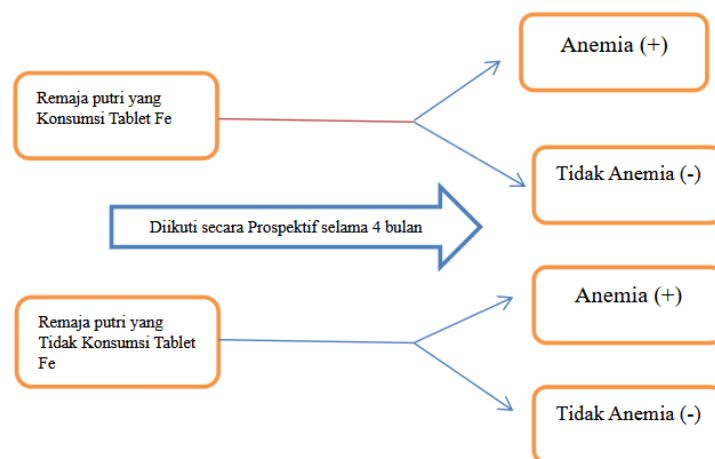 Anemia (+)
Remaja putri yang
Konsumsi Tablet Fe
Tidak Anemia (-)
Diikuti secara Prospektif selama 4 bulan
Anemia (+)
Remaja putri yang
Tidak Konsumsi Tablet
Fe
Tidak Anemia (-)